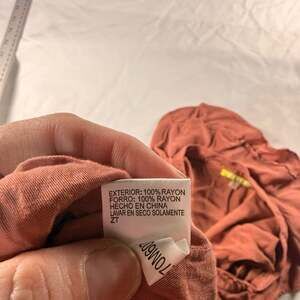 EXTERIOR: 100% RAYON
FORRO: 100% RAYON
HECHO EN CHINA
LAVAR EN SECO SOLAMENTE
ZT